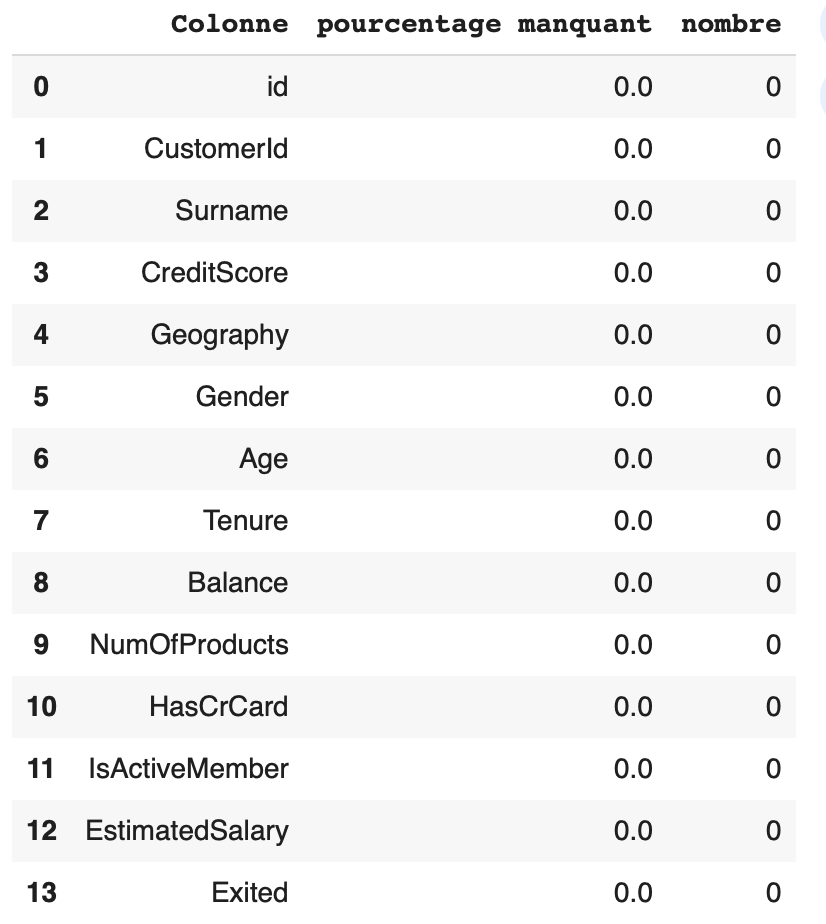 Colonne pourcentage manquant nombre
0 id 0.0 0
1 CustomerId 0.0 0
2 Surname 0.0 0
3 CreditScore 0.0 0
4 Geography 0.0 0
5 Gender 0.0 0
6 Age 0.0 0
7 Tenure 0.0 0
8 Balance 0.0 0
9 NumOfProducts 0.0 0
10 HasCrCard 0.0 0
11 IsActiveMember 0.0 0
12 EstimatedSalary 0.0 0
13 Exited 0.0 0